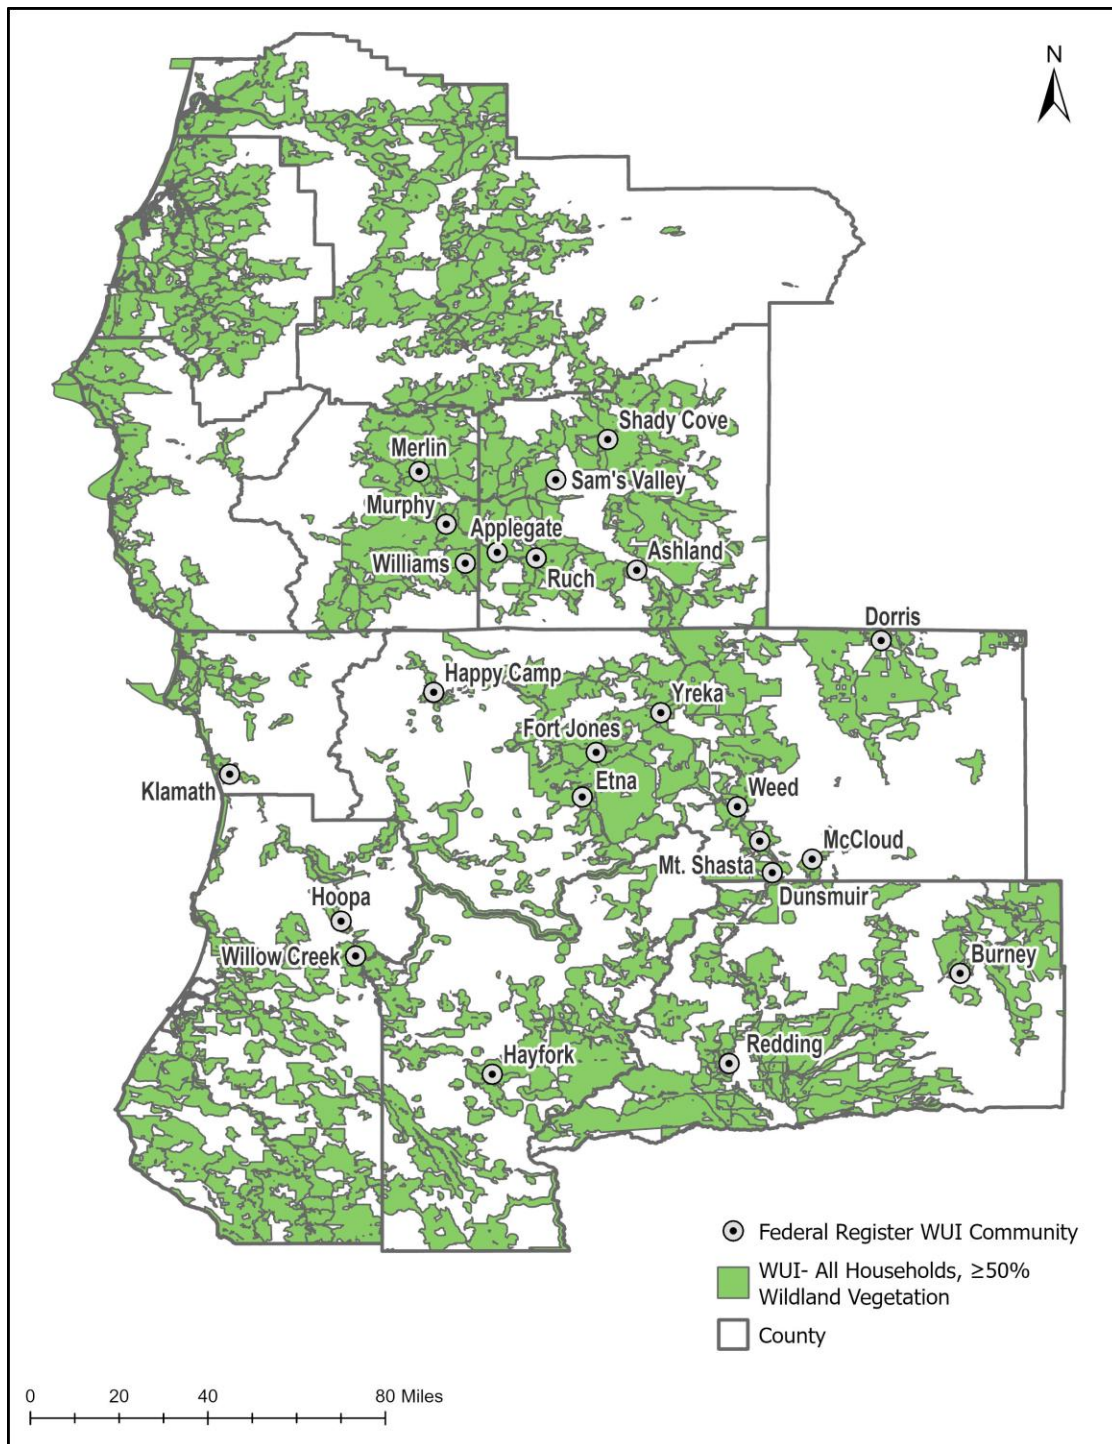 N
Shady Cove
Merlin
Sam's Valley
Murphy
Applegate
Williams
Ruch
Ashland
Dorris
Happy Camp
Yreka
Fort Jones
Klamath
Etna
Weed
McCloud
Mt. Shasta
Dunsmuir
Hoopa
Willow Creek
Burney
Redding
Hayfork
Federal Register WUI Community
WUI- All Households, ≥50%
Wildland Vegetation
County
0 20 40 80 Miles